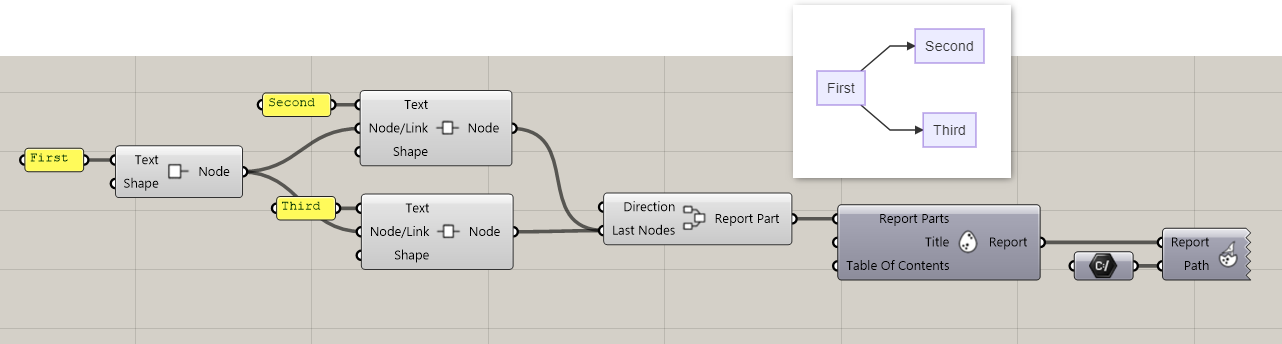 Second
First
Third
Second
Text
Node/Link
Node
Shape
First
Text
Node
Shape
Third
Text
Node/Link
Node
Shape
Direction
Report Part
Last Nodes
Report Parts
Title
Report
Table Of Contents
C:/
Report
Path